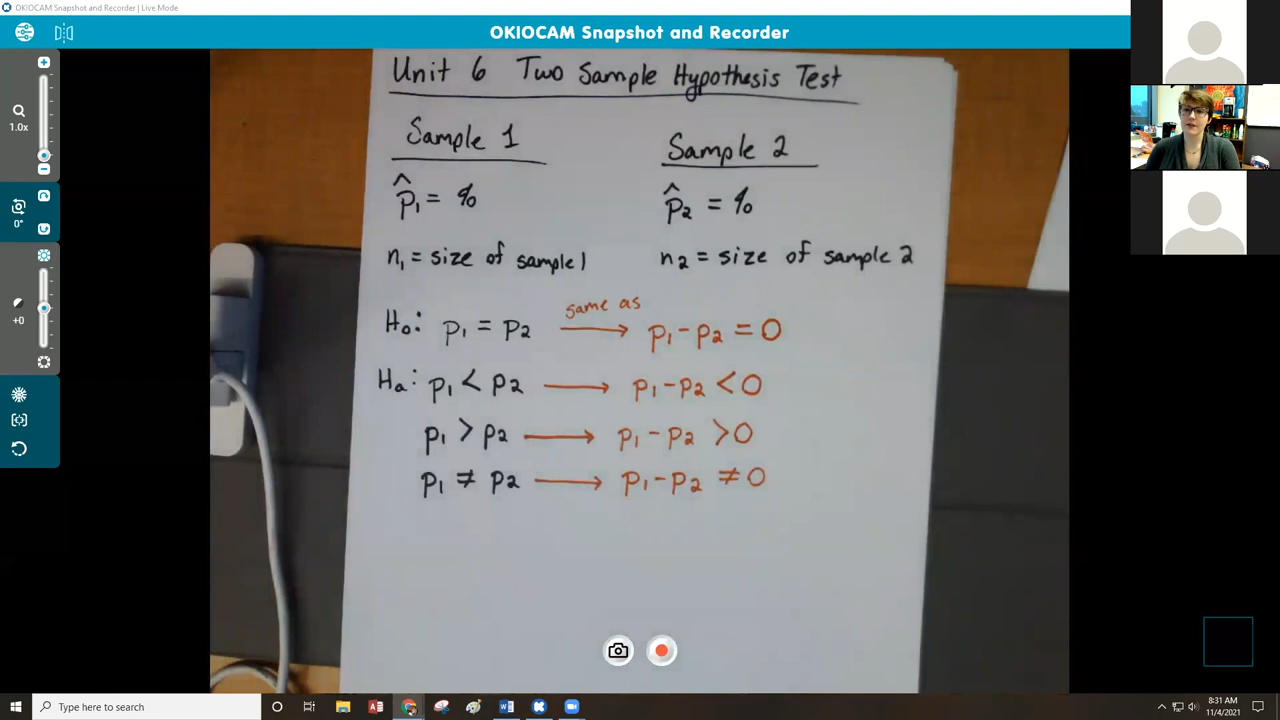 OKIOCAM Snapshot and Recorder | Live Mode
OKIOCAM Snapshot and Recorder
Unit 6 Two Sample Hypothesis Test
Sample 1 Sample 2
p̂₁ = % p̂₂ = %
n₁ = size of sample 1 n₂ = size of sample 2
same as
H₀: p₁ = p₂ → p₁ - p₂ = 0
Hₐ: p₁ < p₂ → p₁ - p₂ < 0
p₁ > p₂ → p₁ - p₂ > 0
p₁ ≠ p₂ → p₁ - p₂ ≠ 0
1.0x
0°
+0
Type here to search
8:31 AM
11/4/2021